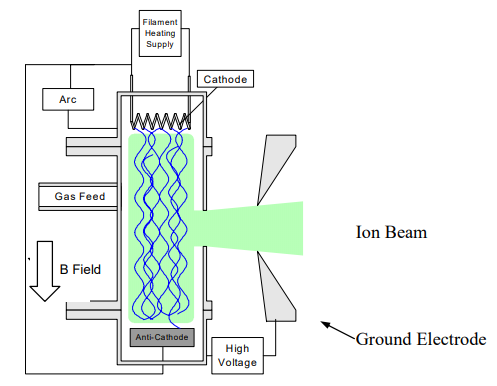 Filament
Heating
Supply
Cathode
Arc
Gas Feed
B Field
Ion Beam
Anti-Cathode
Ground Electrode
High
Voltage